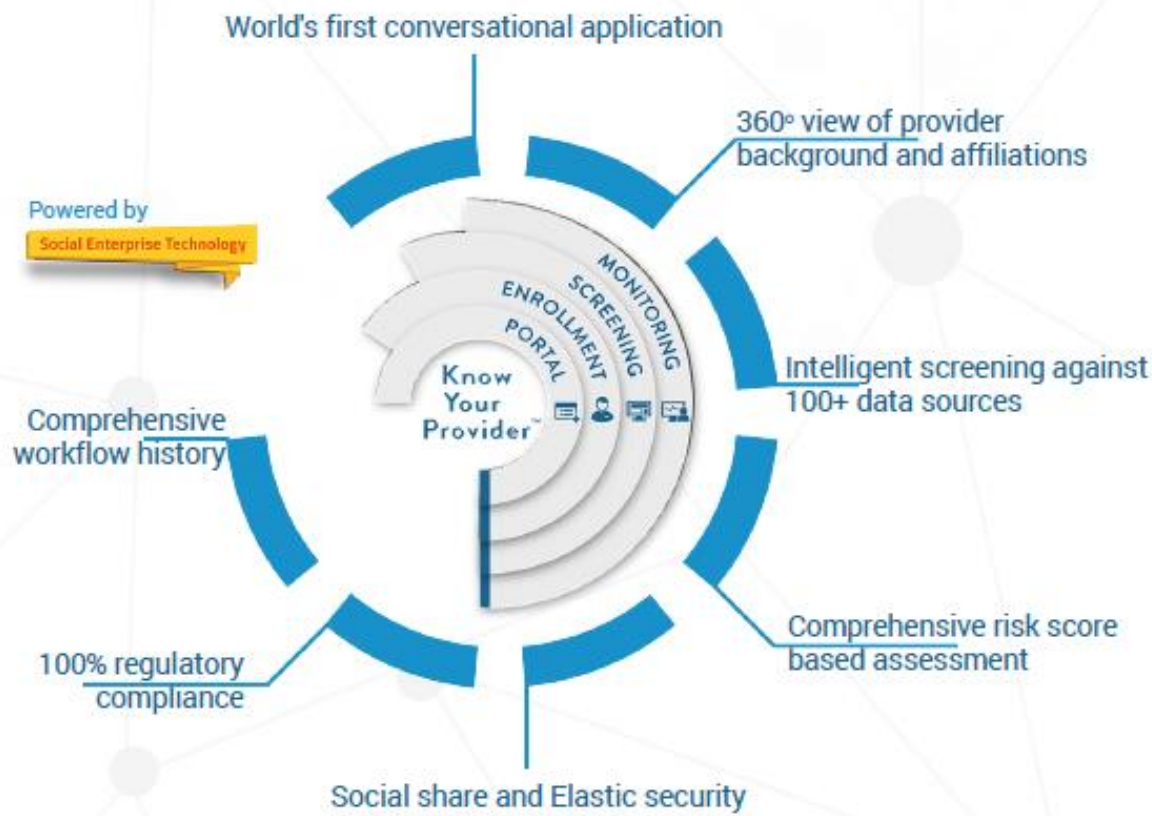 World's first conversational application
360º view of provider
background and affiliations
Powered by
Social Enterprise Technology
MONITORING
SCREENING
ENROLLMENT
PORTAL
Know
Your
Provider™
Intelligent screening against
100+ data sources
Comprehensive
workflow history
Comprehensive risk score
based assessment
100% regulatory
compliance
Social share and Elastic security